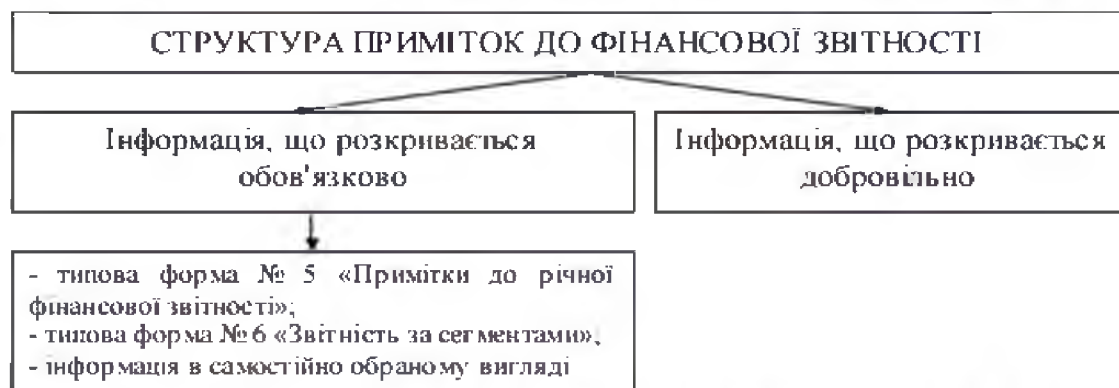 СТРУКТУРА ПРИМІТОК ДО ФІНАНСОВОЇ ЗВІТНОСТІ
Інформація, що розкривається
обов'язково
Інформація, що розкривається
добровільно
- типова форма № 5 «Примітки до річної
фінансової звітності»;
- типова форма № 6 «Звітність за сегментами»,
- інформація в самостійно обраному вигляді